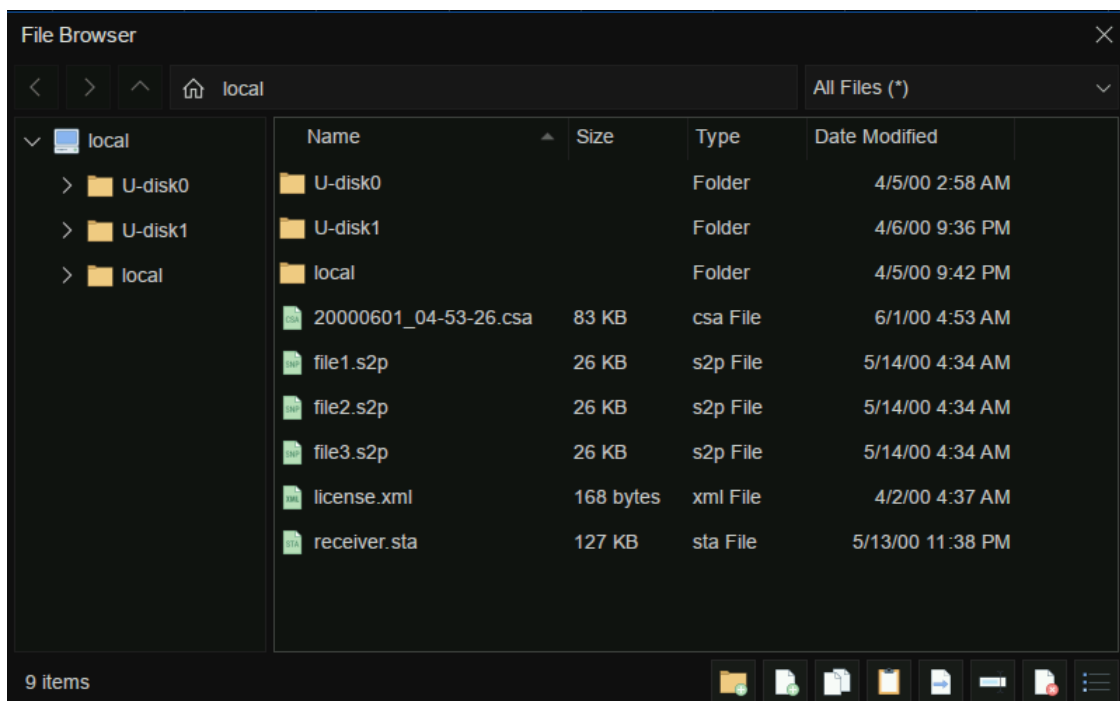 File Browser
local All Files (*)
local
U-disk0
U-disk1
local
Name Size Type Date Modified
U-disk0 Folder 4/5/00 2:58 AM
U-disk1 Folder 4/6/00 9:36 PM
local Folder 4/5/00 9:42 PM
CSA 20000601_04-53-26.csa 83 KB csa File 6/1/00 4:53 AM
SNP file1.s2p 26 KB s2p File 5/14/00 4:34 AM
SNP file2.s2p 26 KB s2p File 5/14/00 4:34 AM
SNP file3.s2p 26 KB s2p File 5/14/00 4:34 AM
XML license.xml 168 bytes xml File 4/2/00 4:37 AM
STA receiver.sta 127 KB sta File 5/13/00 11:38 PM
9 items